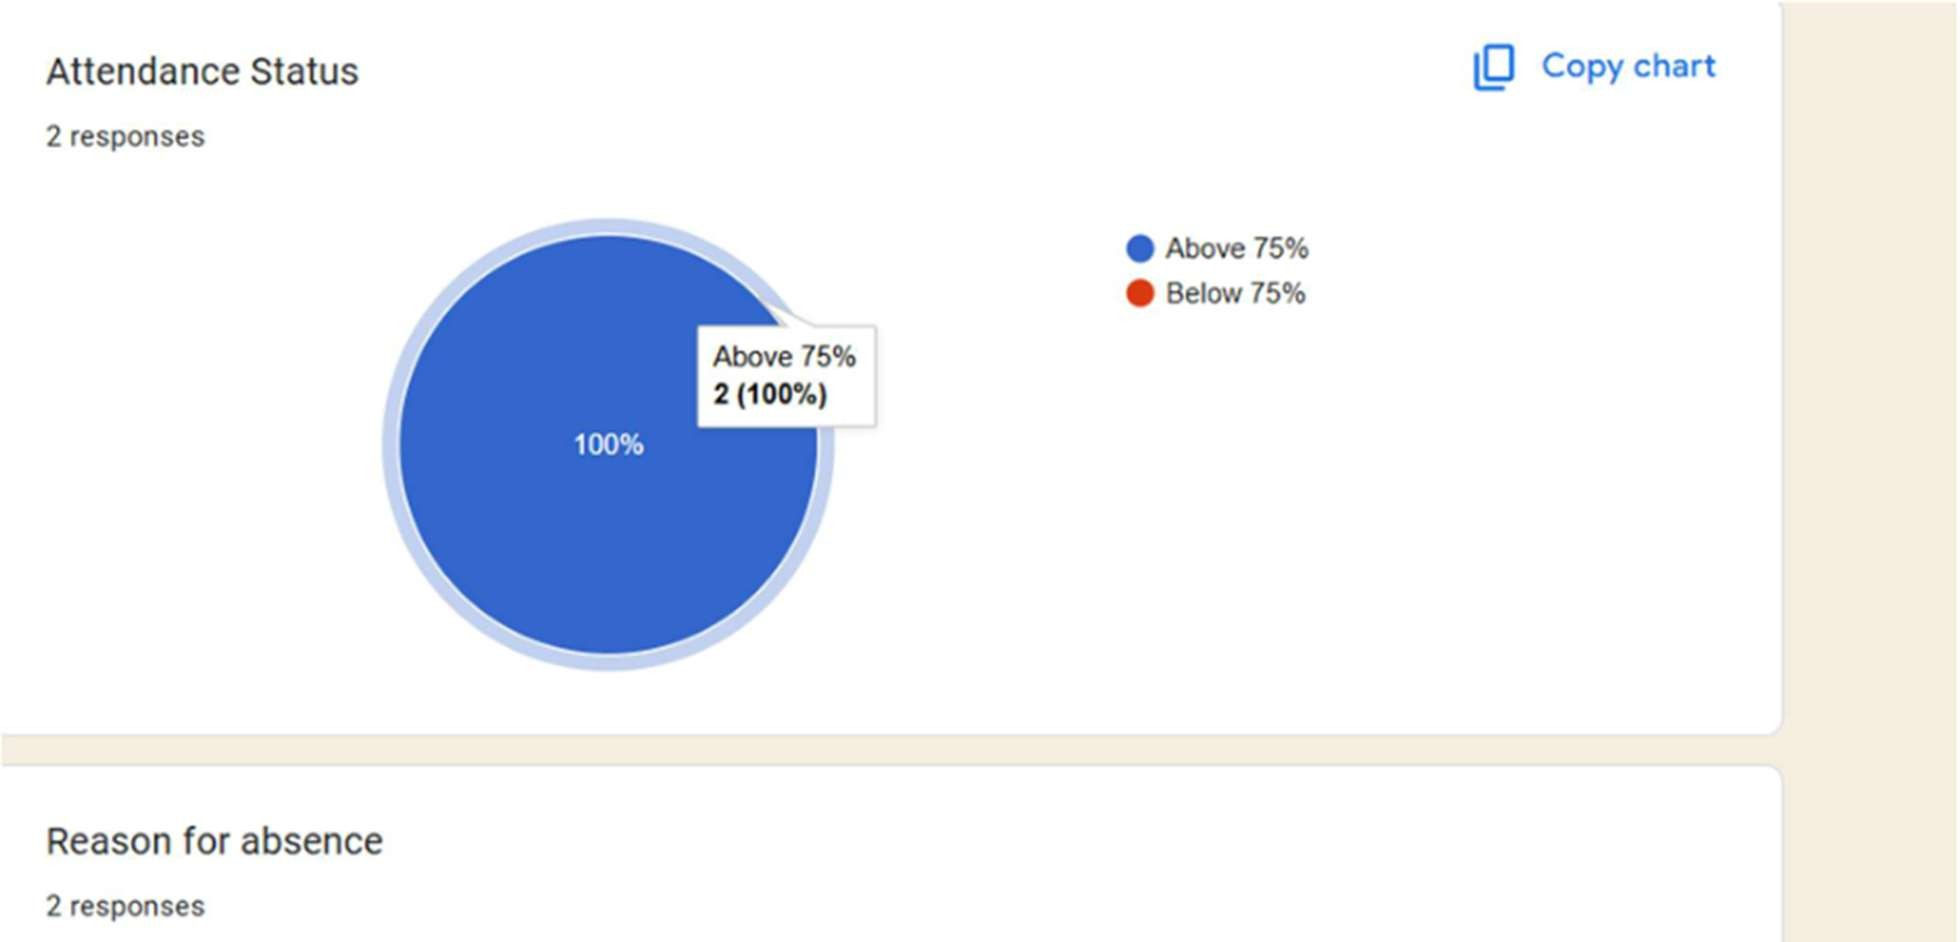 Attendance Status
Copy chart
2 responses
Above 75%
Below 75%
Above 75%
2 (100%)
100%
Reason for absence
2 responses